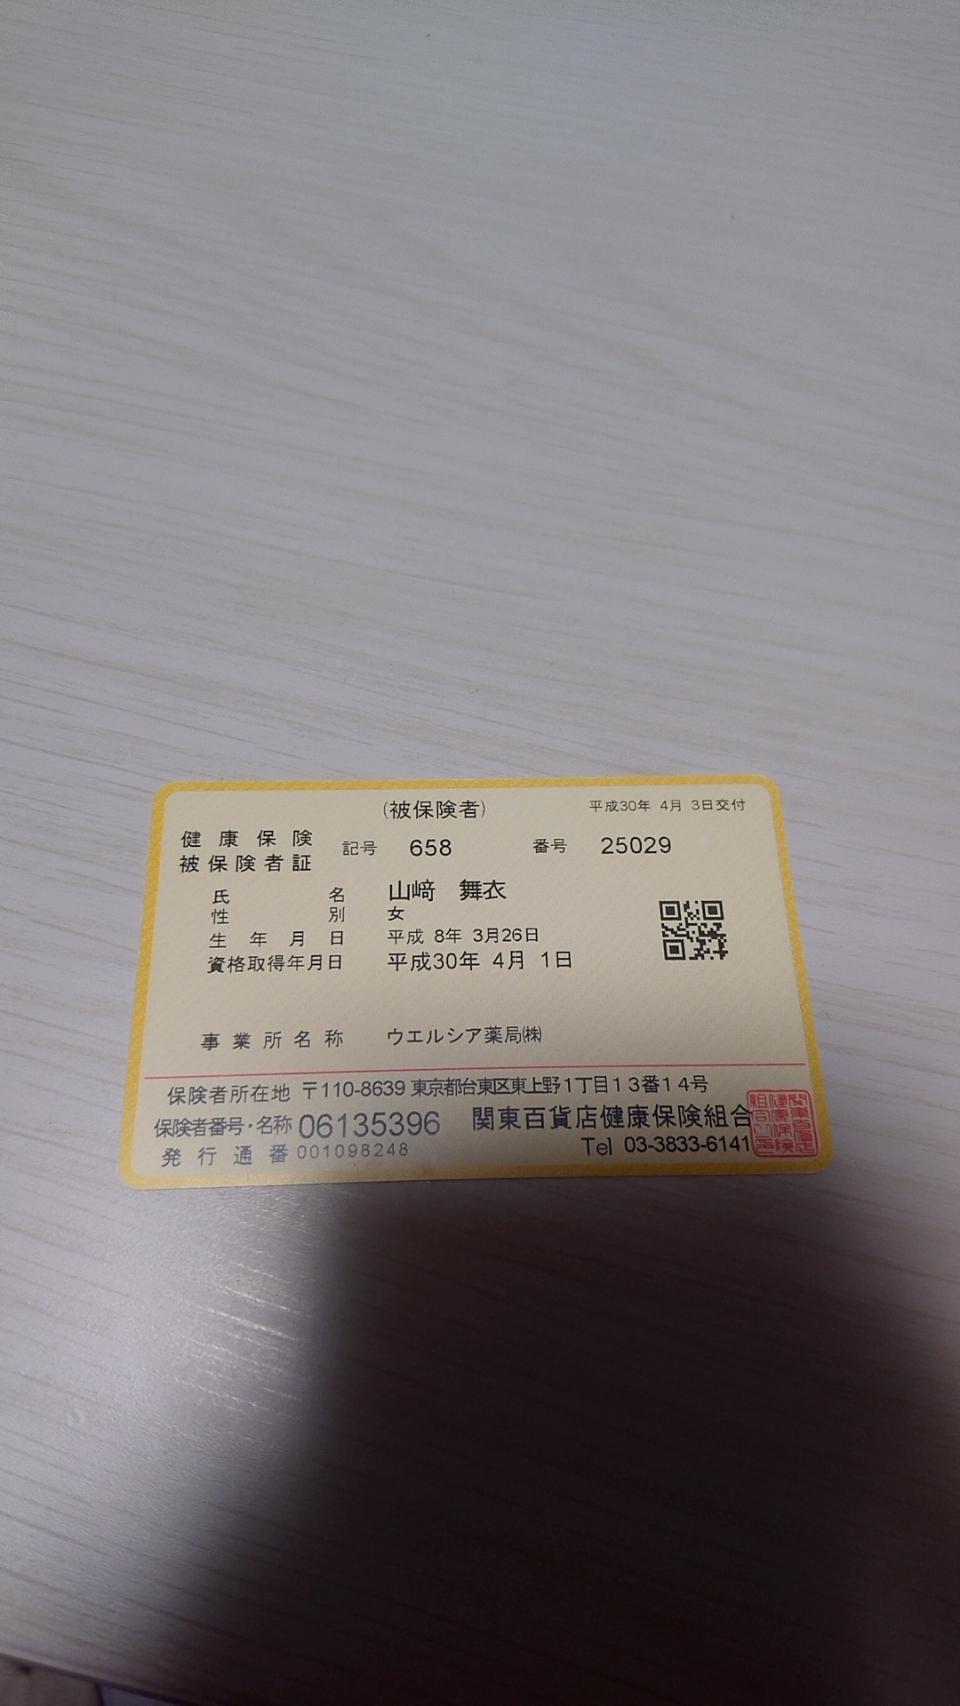 (被保険者)
平成30年 4月 3日交付
健康保険
被保険者証
記号 658 番号 25029
氏名 山﨑 舞衣
性別 女
生年月日 平成 8年 3月26日
資格取得年月日 平成30年 4月 1日
事業所名称 ウエルシア薬局㈱
保険者所在地 〒110-8639 東京都台東区東上野1丁目13番14号
保険者番号・名称 06135396 関東百貨店健康保険組合
発行通番 001098248
Tel 03-3833-6141